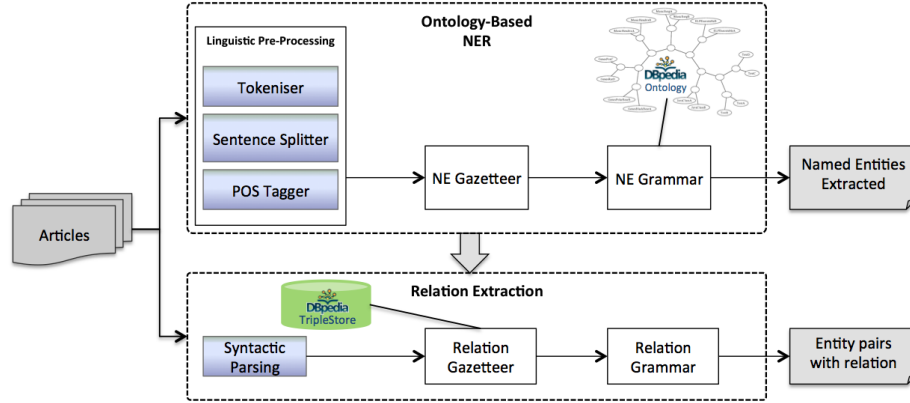 Ontology-Based
NER
Linguistic Pre-Processing
Tokeniser
Sentence Splitter
POS Tagger
DBpedia
Ontology
NE Gazetteer
NE Grammar
Named Entities
Extracted
Articles
Relation Extraction
DBpedia
TripleStore
Syntactic
Parsing
Relation
Gazetteer
Relation
Grammar
Entity pairs
with relation